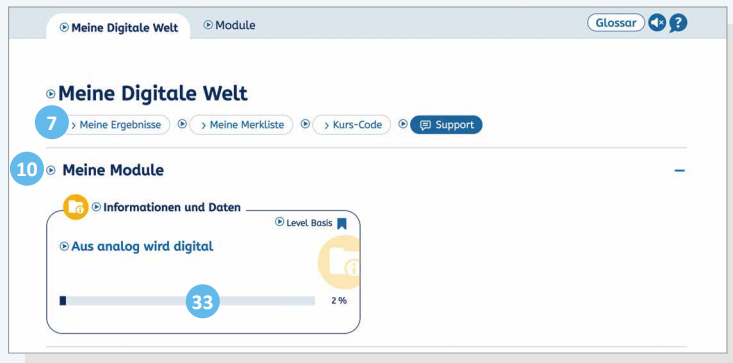 Meine Digitale Welt Module Glossar ?
Meine Digitale Welt
7 > Meine Ergebnisse > Meine Merkliste > Kurs-Code Support
10 Meine Module –
Informationen und Daten
Level Basis
Aus analog wird digital
33 2 %